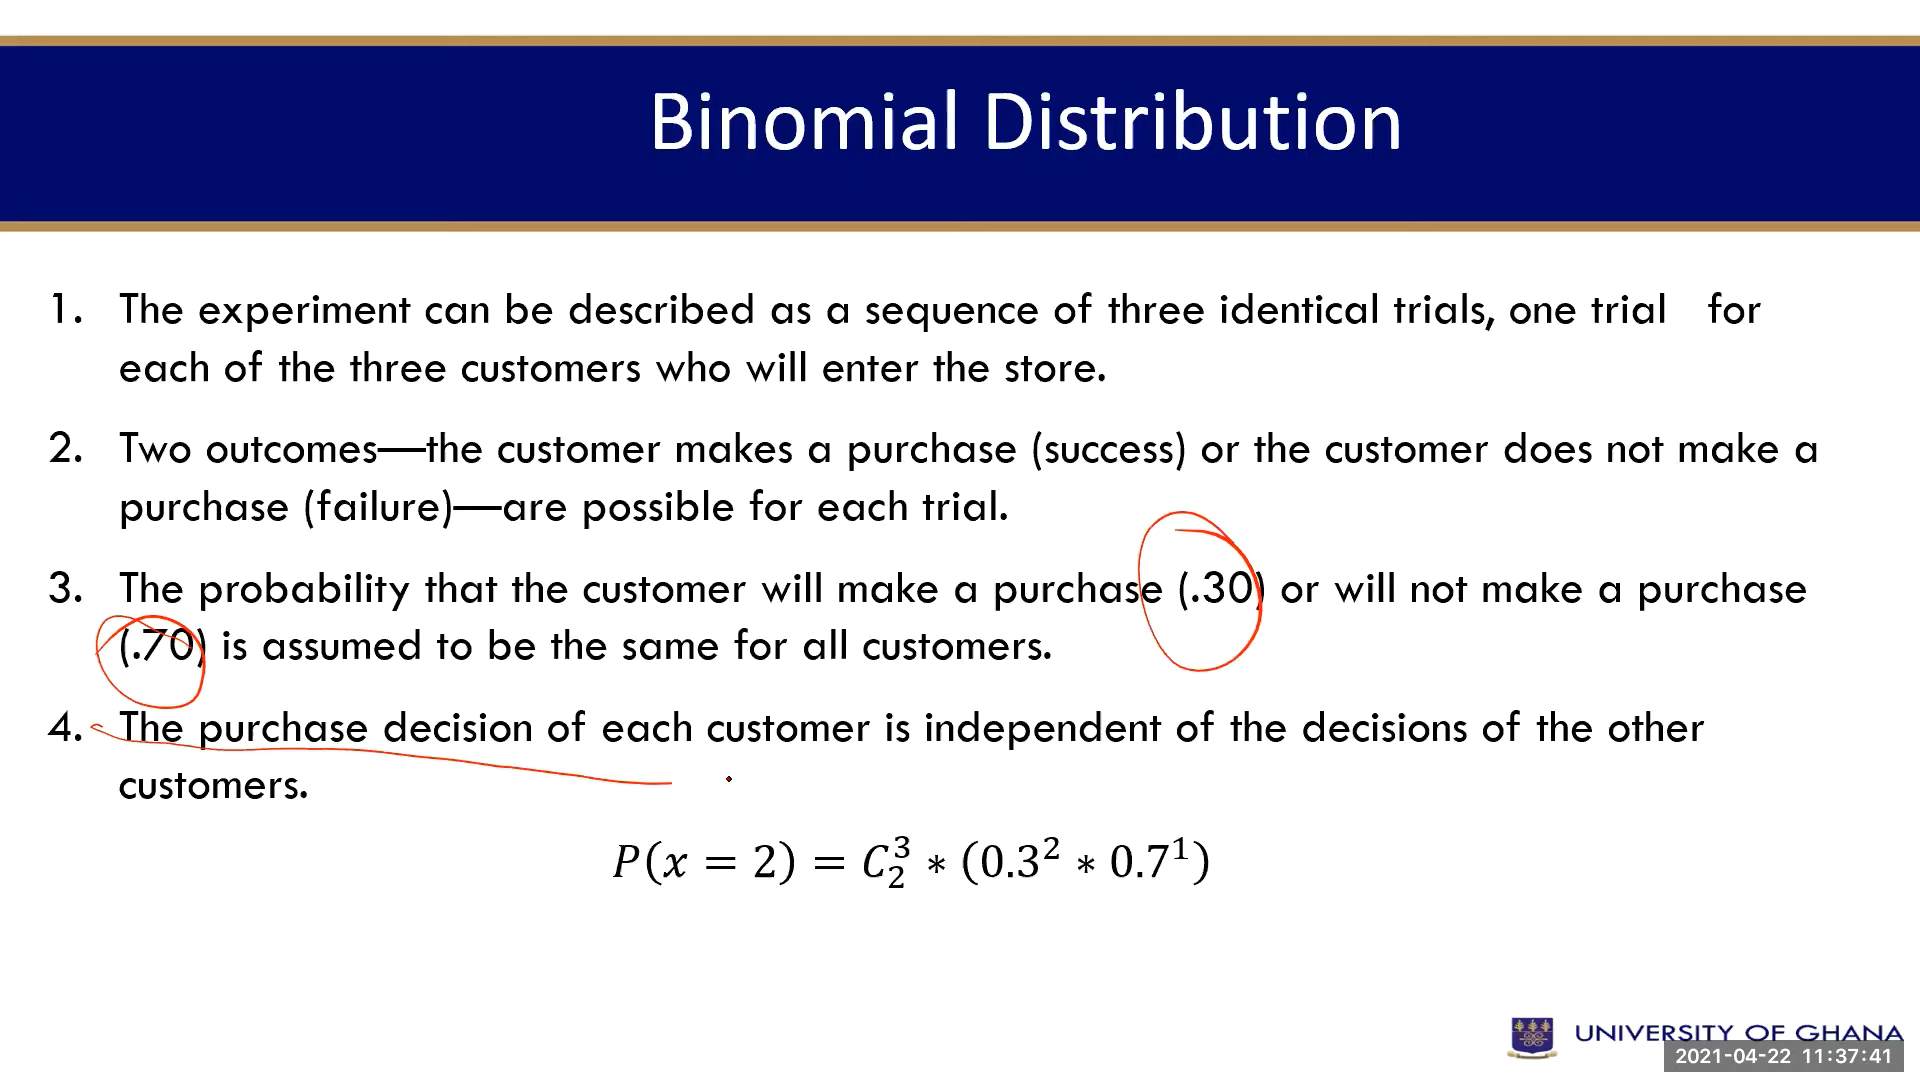 Binomial Distribution
1. The experiment can be described as a sequence of three identical trials, one trial for
each of the three customers who will enter the store.
2. Two outcomes—the customer makes a purchase (success) or the customer does not make a
purchase (failure)—are possible for each trial.
3. The probability that the customer will make a purchase (.30) or will not make a purchase
(.70) is assumed to be the same for all customers.
4. The purchase decision of each customer is independent of the decisions of the other
customers.
$P(x = 2) = C_2^3 * (0.3^2 * 0.7^1)$
UNIVERSITY OF GHANA
2021-04-22 11:37:41